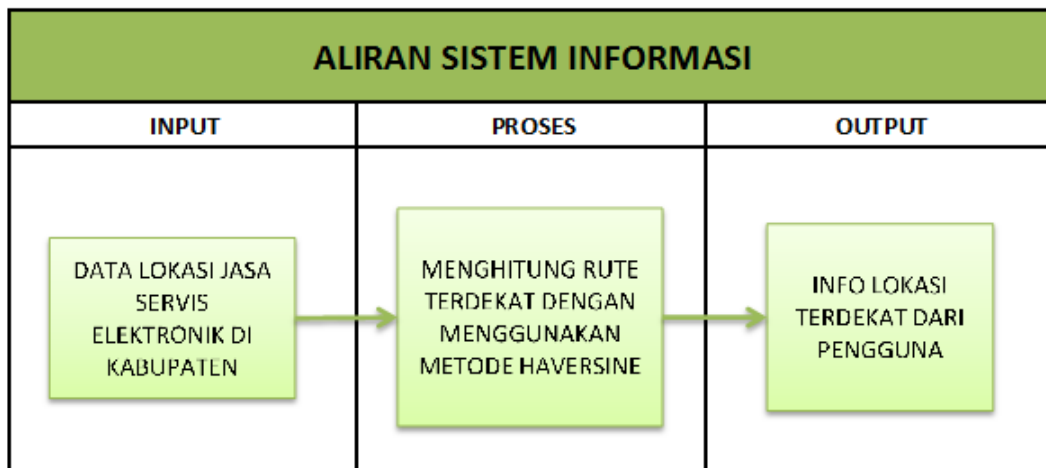 ALIRAN SISTEM INFORMASI
INPUT
PROSES
OUTPUT
DATA LOKASI JASA
SERVIS
ELEKTRONIK DI
KABUPATEN
MENGHITUNG RUTE
TERDEKAT DENGAN
MENGGUNAKAN
METODE HAVERSINE
INFO LOKASI
TERDEKAT DARI
PENGGUNA